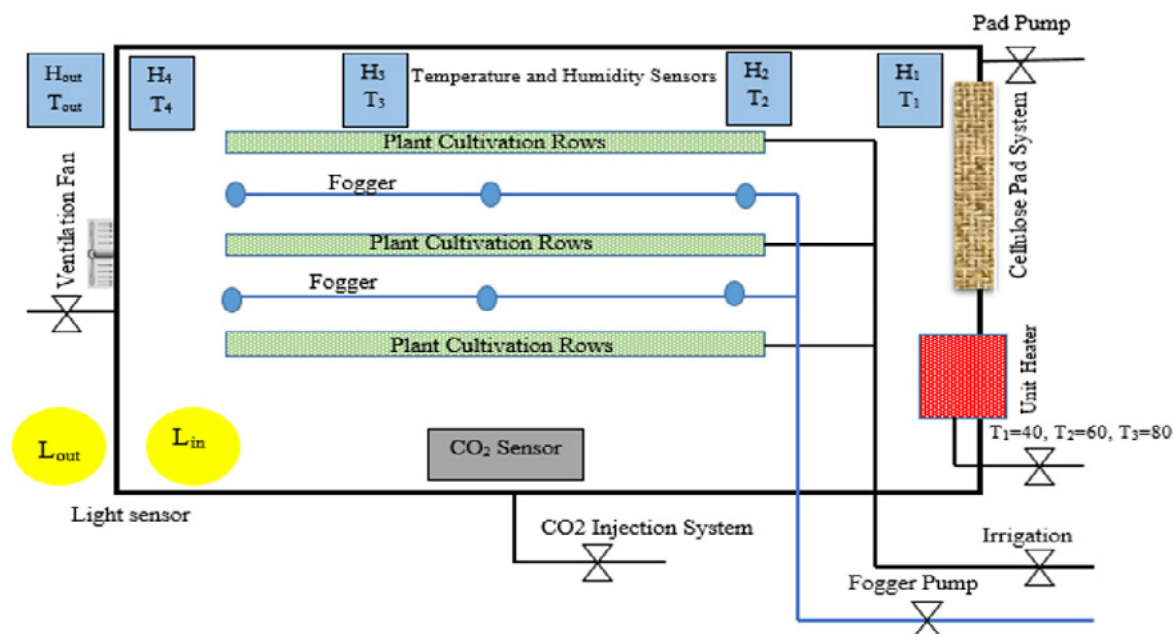 Pad Pump
Hout
Tout
H4
T4
H3
T3
Temperature and Humidity Sensors
H2
T2
H1
T1
Plant Cultivation Rows
Fogger
Plant Cultivation Rows
Fogger
Plant Cultivation Rows
Ventilation Fan
Cellulose Pad System
Unit Heater
T1=40, T2=60, T3=80
Lout
Lin
CO2 Sensor
Light sensor
CO2 Injection System
Irrigation
Fogger Pump